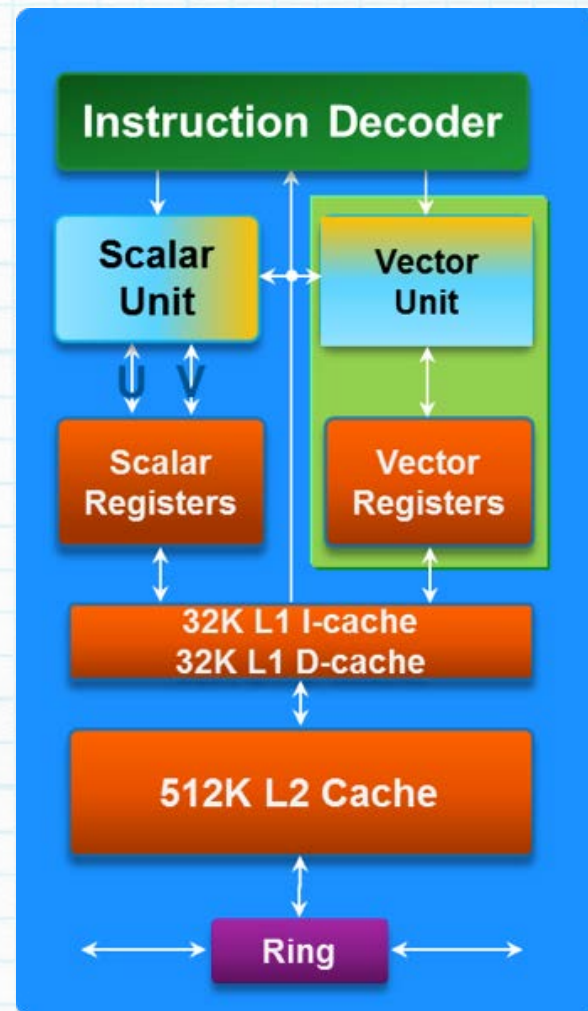 Instruction Decoder
Scalar
Unit
Vector
Unit
U V
Scalar
Registers
Vector
Registers
32K L1 I-cache
32K L1 D-cache
512K L2 Cache
Ring